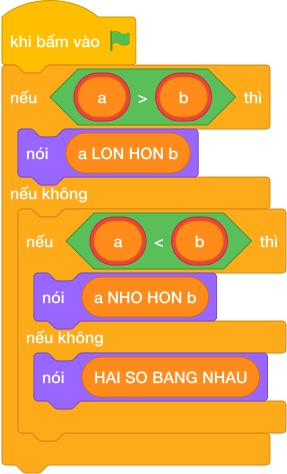 khi bấm vào
nếu a > b thì
nói a LON HON b
nếu không
nếu a < b thì
nói a NHO HON b
nếu không
nói HAI SO BANG NHAU